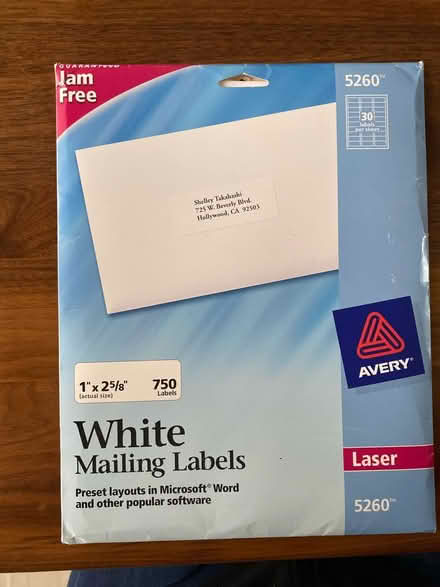 GUARANTEED
Jam
Free
5260™
30
labels
per sheet
Shelley Takahashi
725 W. Beverly Blvd.
Hollywood, CA 92503
AVERY
1" x 2⅝"
(actual size)
750
Labels
White
Mailing Labels
Laser
Preset layouts in Microsoft® Word
and other popular software
5260™